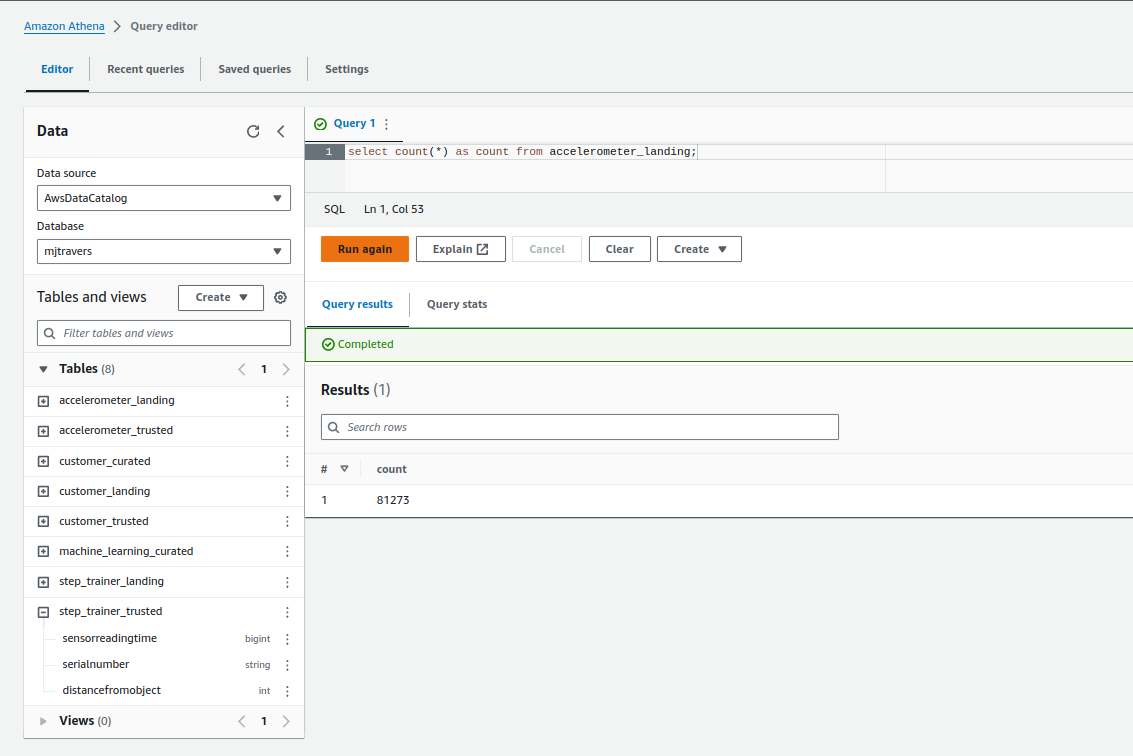 Amazon Athena Query editor
Editor Recent queries Saved queries Settings
Data
Data source
AwsDataCatalog
Database
mjtravers
Tables and views Create
Filter tables and views
Tables (8) 1
accelerometer_landing
accelerometer_trusted
customer_curated
customer_landing
customer_trusted
machine_learning_curated
step_trainer_landing
step_trainer_trusted
sensorreadingtime bigint
serialnumber string
distancefromobject int
Views (0) 1
Query 1
1 select count(*) as count from accelerometer_landing;
SQL Ln 1, Col 53
Run again Explain Cancel Clear Create
Query results Query stats
Completed
Results (1)
Search rows
# count
1 81273